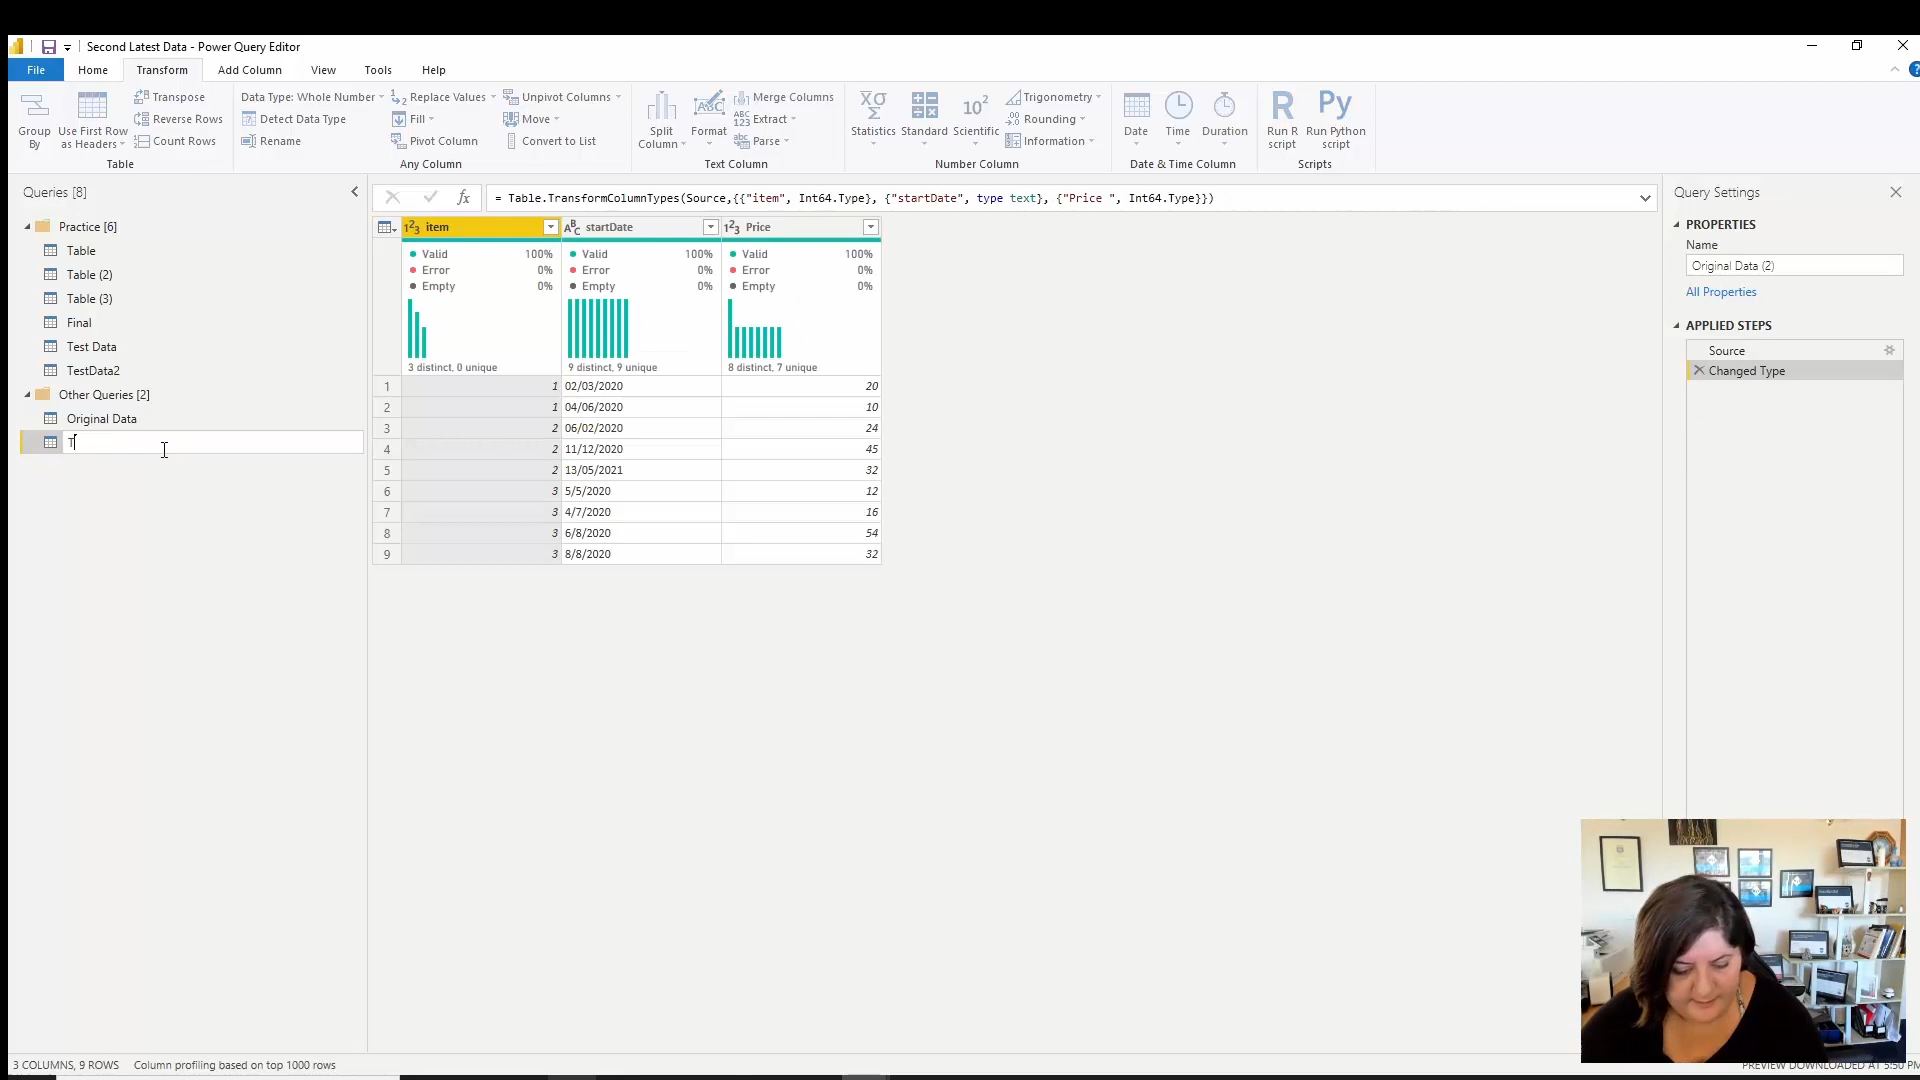 Second Latest Data - Power Query Editor
File Home Transform Add Column View Tools Help
Group By
Use First Row as Headers
Transpose
Reverse Rows
Count Rows
Table
Data Type: Whole Number
Detect Data Type
Rename
Replace Values
Fill
Pivot Column
Unpivot Columns
Move
Convert to List
Any Column
Split Column
Format
Merge Columns
Extract
Parse
Text Column
Statistics
Standard
Scientific
Trigonometry
Rounding
Information
Number Column
Date
Time
Duration
Date & Time Column
Run R script
Run Python script
Scripts
Queries [8]
Practice [6]
Table
Table (2)
Table (3)
Final
Test Data
TestData2
Other Queries [2]
Original Data
T
= Table.TransformColumnTypes(Source,{{"item", Int64.Type}, {"startDate", type text}, {"Price ", Int64.Type}})
item startDate Price
Valid 100% Valid 100% Valid 100%
Error 0% Error 0% Error 0%
Empty 0% Empty 0% Empty 0%
3 distinct, 0 unique 9 distinct, 9 unique 8 distinct, 7 unique
1 1 02/03/2020 20
2 1 04/06/2020 10
3 2 06/02/2020 24
4 2 11/12/2020 45
5 2 13/05/2021 32
6 3 5/5/2020 12
7 3 4/7/2020 16
8 3 6/8/2020 54
9 3 8/8/2020 32
Query Settings
PROPERTIES
Name
Original Data (2)
All Properties
APPLIED STEPS
Source
Changed Type
3 COLUMNS, 9 ROWS Column profiling based on top 1000 rows
PREVIEW DOWNLOADED AT 5:50 PM